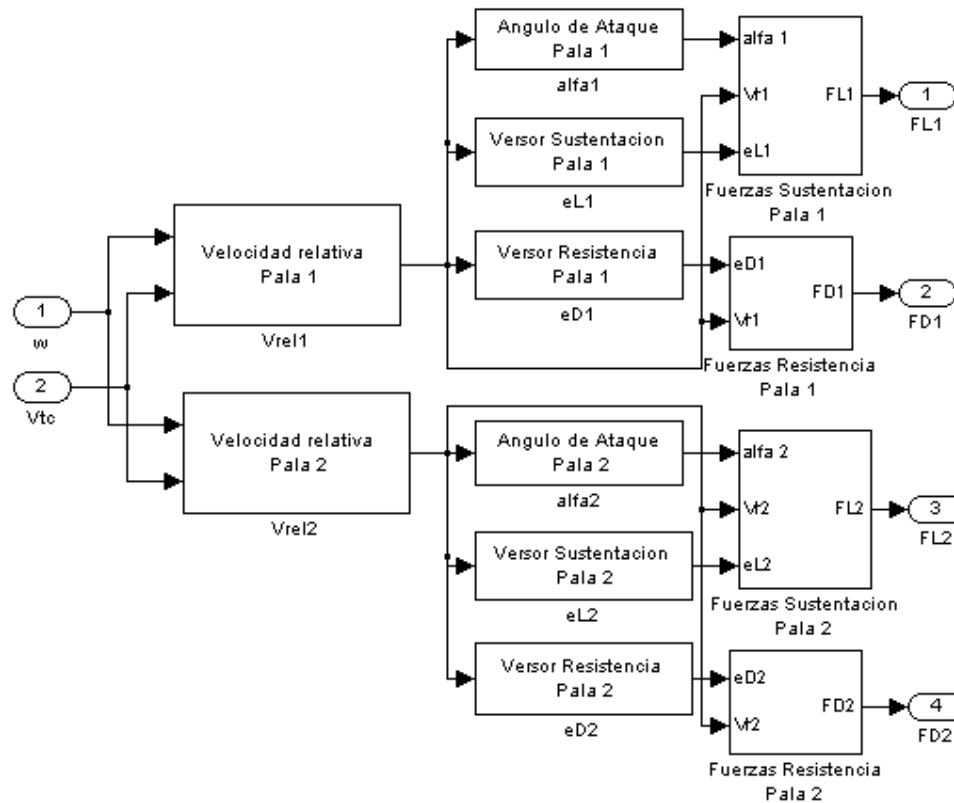 Angulo de Ataque
Pala 1
alfa1
alfa 1
Vt1
eL1
FL1
1
FL1
Fuerzas Sustentacion
Pala 1
Versor Sustentacion
Pala 1
eL1
Velocidad relativa
Pala 1
Vrel1
Versor Resistencia
Pala 1
eD1
eD1
Vt1
FD1
2
FD1
Fuerzas Resistencia
Pala 1
1
w
2
Vtc
Velocidad relativa
Pala 2
Vrel2
Angulo de Ataque
Pala 2
alfa2
alfa 2
Vt2
eL2
FL2
3
FL2
Fuerzas Sustentacion
Pala 2
Versor Sustentacion
Pala 2
eL2
Versor Resistencia
Pala 2
eD2
eD2
Vt2
FD2
4
FD2
Fuerzas Resistencia
Pala 2